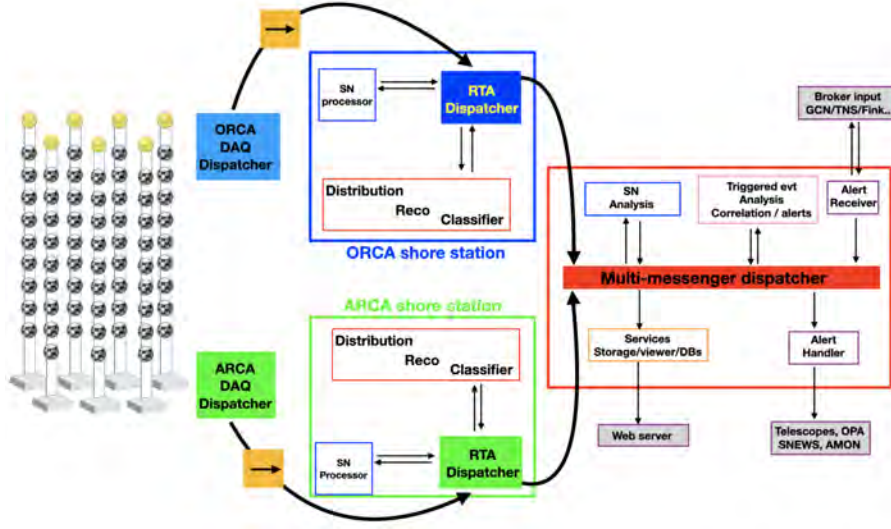 ORCA
DAQ
Dispatcher
SN
processor
RTA
Dispatcher
Distribution
Reco
Classifier
ORCA shore station
ARCA shore station
Distribution
Reco
Classifier
ARCA
DAQ
Dispatcher
SN
Processor
RTA
Dispatcher
Broker input
GCN/TNS/Fink..
SN
Analysis
Triggered evt
Analysis
Correlation / alerts
Alert
Receiver
Multi-messenger dispatcher
Services
Storage/viewer/DBs
Alert
Handler
Web server
Telescopes, OPA
SNEWS, AMON